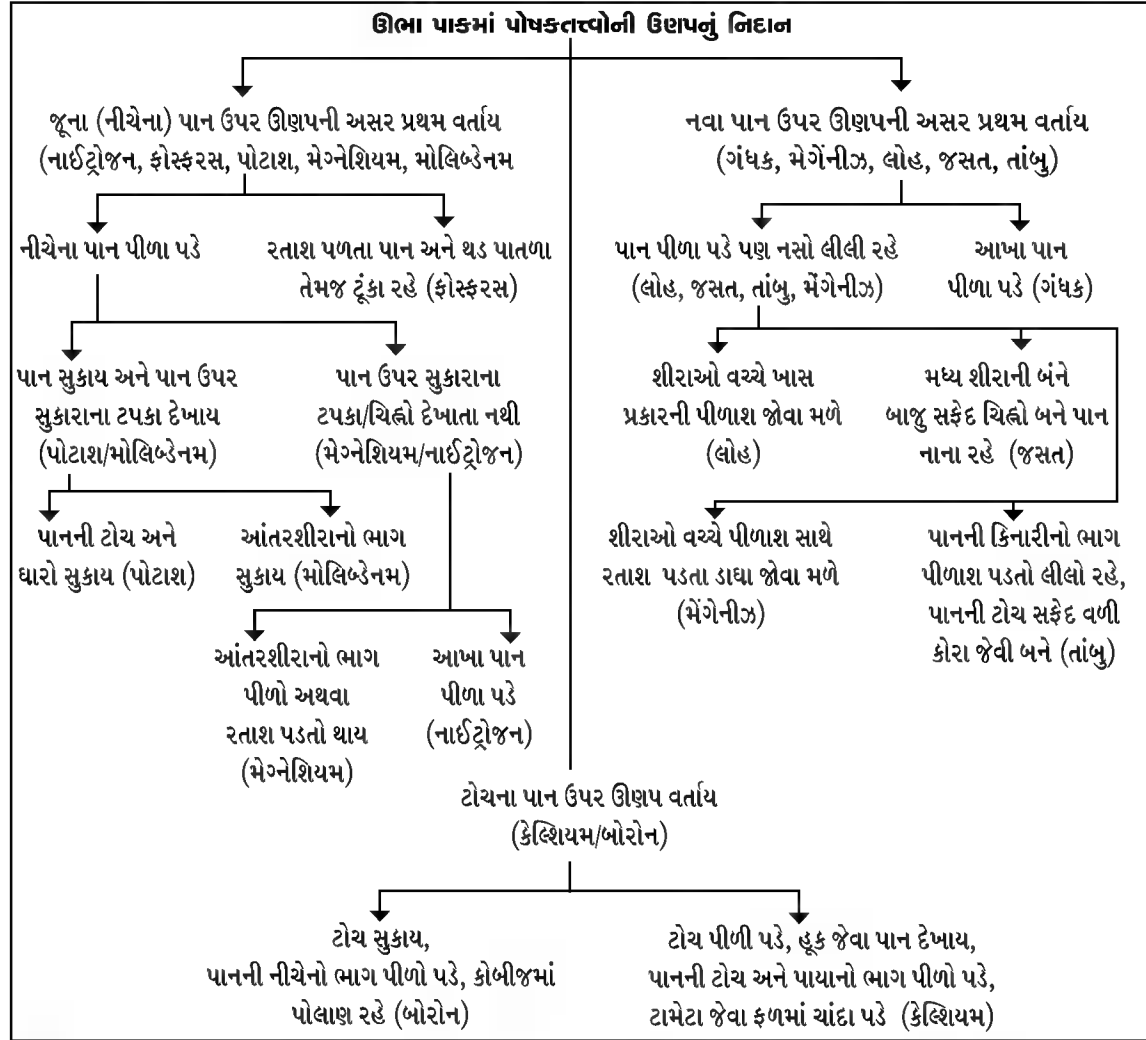 ઊભા પાકમાં પોષકતત્ત્વોની ઉણપનું નિદાન
જૂના (નીચેના) પાન ઉપર ઊણપની અસર પ્રથમ વર્તાય
(નાઈટ્રોજન, ફોસ્ફરસ, પોટાશ, મેગ્નેશિયમ, મોલિબ્ડેનમ
નવા પાન ઉપર ઊણપની અસર પ્રથમ વર્તાય
(ગંધક, મેગેંનીઝ, લોહ, જસત, તાંબુ)
નીચેના પાન પીળા પડે
રતાશ પળતા પાન અને થડ પાતળા
તેમજ ટૂંકા રહે (ફોસ્ફરસ)
પાન પીળા પડે પણ નસો લીલી રહે
(લોહ, જસત, તાંબુ, મેંગેનીઝ)
આખા પાન
પીળા પડે (ગંધક)
પાન સુકાય અને પાન ઉપર
સુકારાના ટપકા દેખાય
(પોટાશ/મોલિબ્ડેનમ)
પાન ઉપર સુકારાના
ટપકા/ચિહ્નો દેખાતા નથી
(મેગ્નેશિયમ/નાઈટ્રોજન)
શીરાઓ વચ્ચે ખાસ
પ્રકારની પીળાશ જોવા મળે
(લોહ)
મધ્ય શીરાની બંને
બાજુ સફેદ ચિહ્નો બને પાન
નાના રહે (જસત)
પાનની ટોચ અને
ધારો સુકાય (પોટાશ)
આંતરશીરાનો ભાગ
સુકાય (મોલિબ્ડેનમ)
શીરાઓ વચ્ચે પીળાશ સાથે
રતાશ પડતા ડાઘા જોવા મળે
(મેંગેનીઝ)
પાનની કિનારીનો ભાગ
પીળાશ પડતો લીલો રહે,
પાનની ટોચ સફેદ વળી
કોરા જેવી બને (તાંબુ)
આંતરશીરાનો ભાગ
પીળો અથવા
રતાશ પડતો થાય
(મેગ્નેશિયમ)
આખા પાન
પીળા પડે
(નાઈટ્રોજન)
ટોચના પાન ઉપર ઊણપ વર્તાય
(કેલ્શિયમ/બોરોન)
ટોચ સુકાય,
પાનની નીચેનો ભાગ પીળો પડે, કોબીજમાં
પોલાણ રહે (બોરોન)
ટોચ પીળી પડે, હૂક જેવા પાન દેખાય,
પાનની ટોચ અને પાયાનો ભાગ પીળો પડે,
ટામેટા જેવા ફળમાં ચાંદા પડે (કેલ્શિયમ)